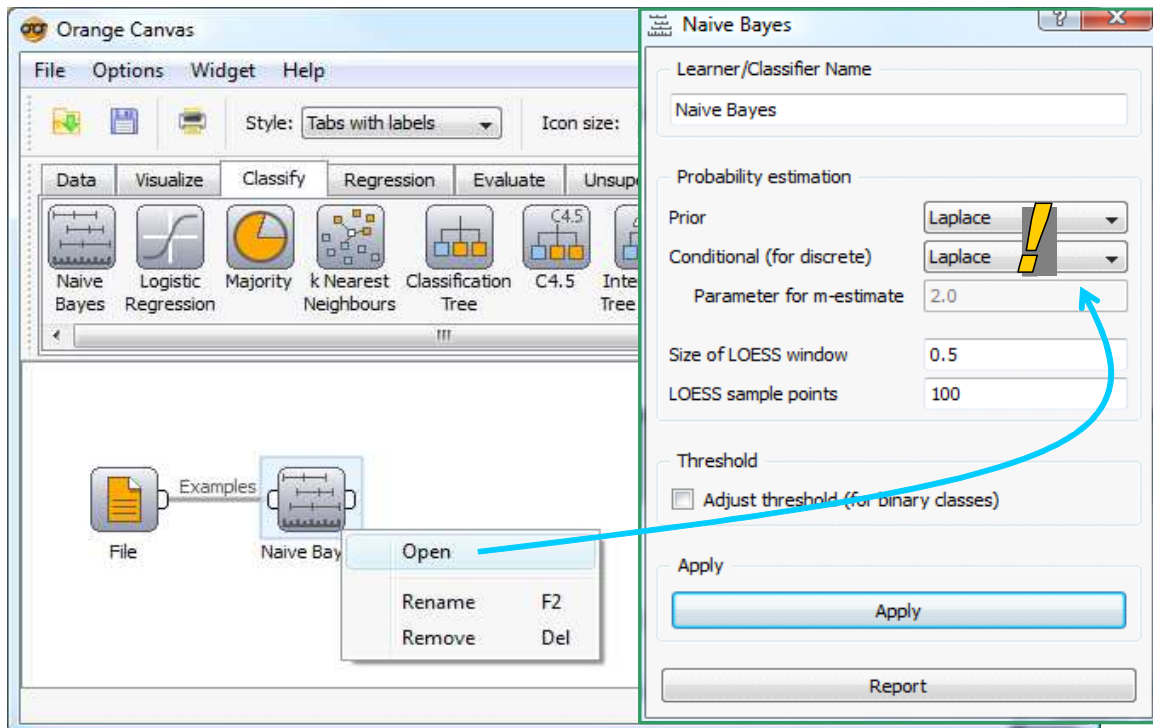 Orange Canvas
File Options Widget Help
Style: Tabs with labels Icon size:
Data Visualize Classify Regression Evaluate
C4.5
Naive Bayes
Logistic Regression
Majority
k Nearest Neighbours
Classification Tree
C4.5
Tree
Examples
File
Naive Bay
Open
Rename F2
Remove Del
Naive Bayes
?
Learner/Classifier Name
Naive Bayes
Probability estimation
Prior Laplace
Conditional (for discrete) Laplace
Parameter for m-estimate 2.0
Size of LOESS window 0.5
LOESS sample points 100
!
Threshold
Adjust threshold (for binary classes)
Apply
Apply
Report